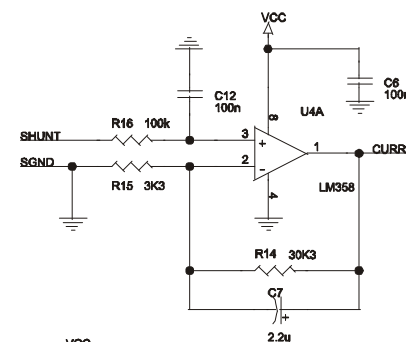 VCC
C12
100n
C6
100n
R16 100k
U4A
8
SHUNT
3
+
1
CURR
SGND
2
-
R15 3K3
4
LM358
R14 30K3
C7
+
2.2u
VCC